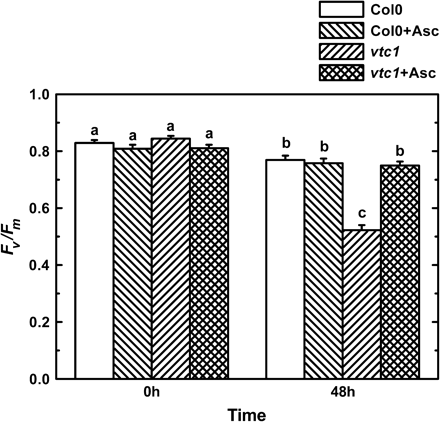 Col0
Col0+Asc
vtc1
vtc1+Asc
1.0
0.8
0.6
0.4
0.2
0.0
Fv/Fm
a a a a
b b c b
0h 48h
Time